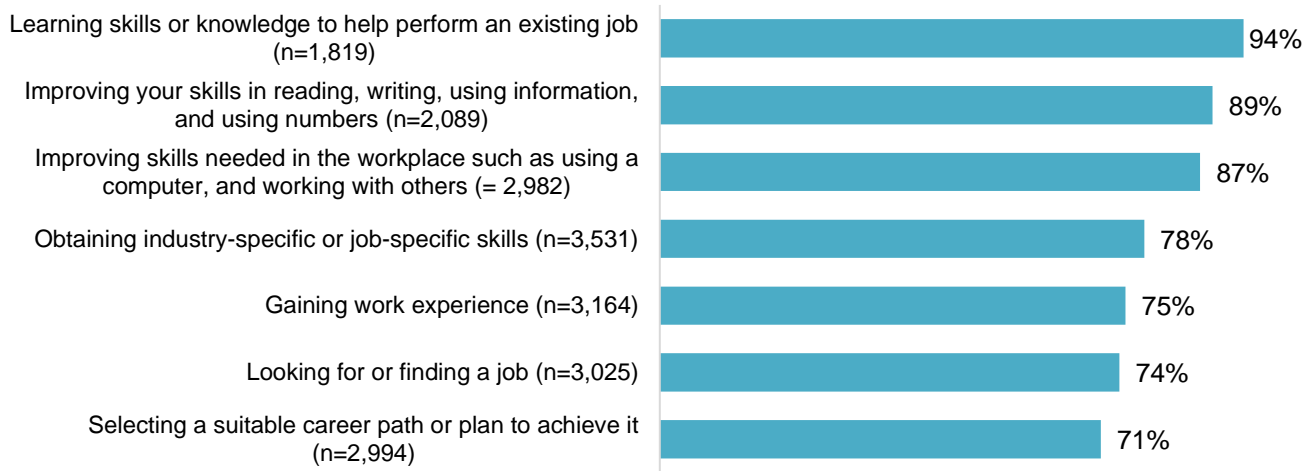 Learning skills or knowledge to help perform an existing job
(n=1,819)
94%
Improving your skills in reading, writing, using information,
and using numbers (n=2,089)
89%
Improving skills needed in the workplace such as using a
computer, and working with others (= 2,982)
87%
Obtaining industry-specific or job-specific skills (n=3,531)
78%
Gaining work experience (n=3,164)
75%
Looking for or finding a job (n=3,025)
74%
Selecting a suitable career path or plan to achieve it
(n=2,994)
71%